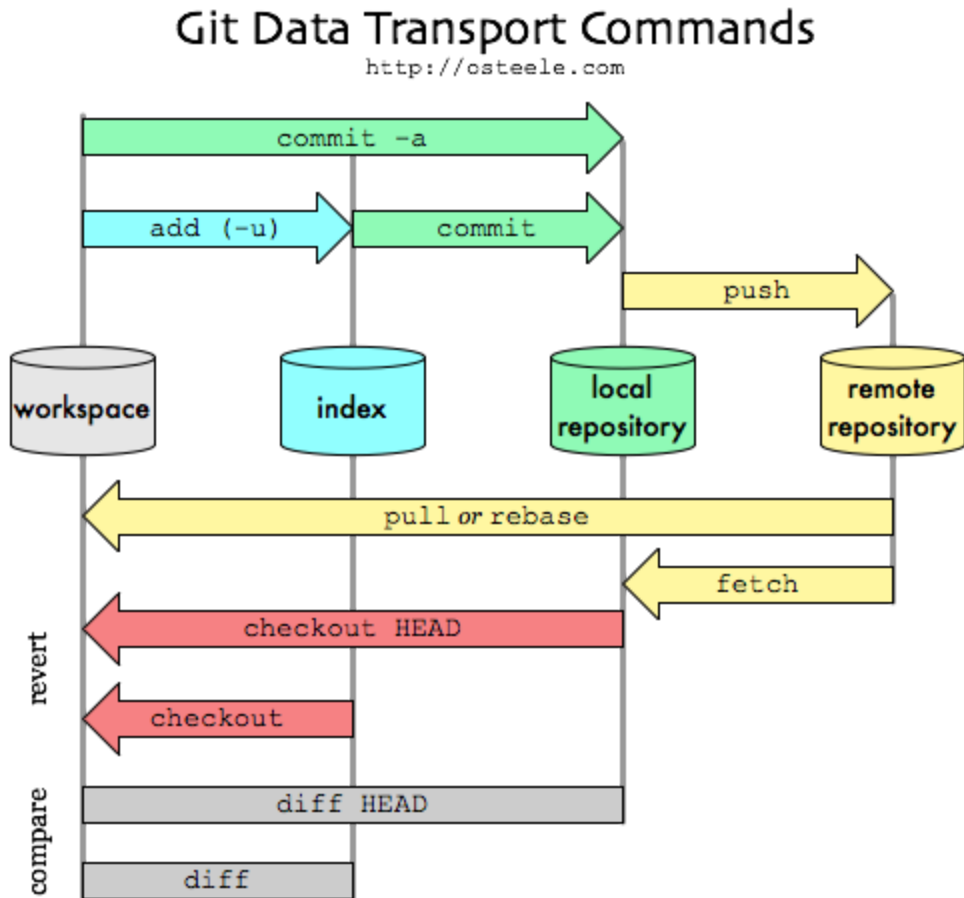 Git Data Transport Commands
http://osteele.com
commit -a
add (-u)
commit
push
workspace
index
local
repository
remote
repository
pull or rebase
fetch
revert
checkout HEAD
checkout
compare
diff HEAD
diff